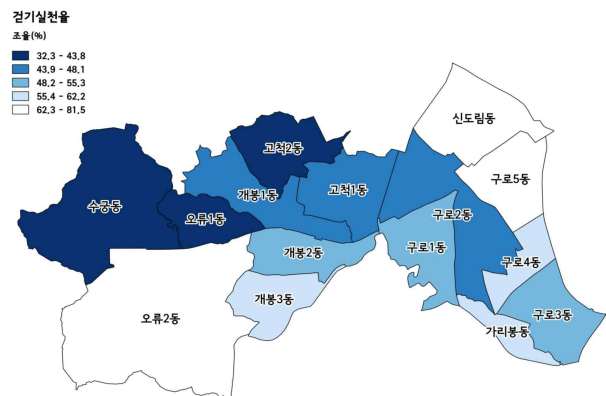 걷기실천율
조율(%)
32,3 - 43,8
43,9 - 48,1
48,2 - 55,3
55,4 - 62,2
62,3 - 81,5
신도림동
고척2동
구로5동
개봉1동
고척1동
수궁동
오류1동
구로2동
개봉2동
구로1동
구로4동
개봉3동
오류2동
구로3동
가리봉동